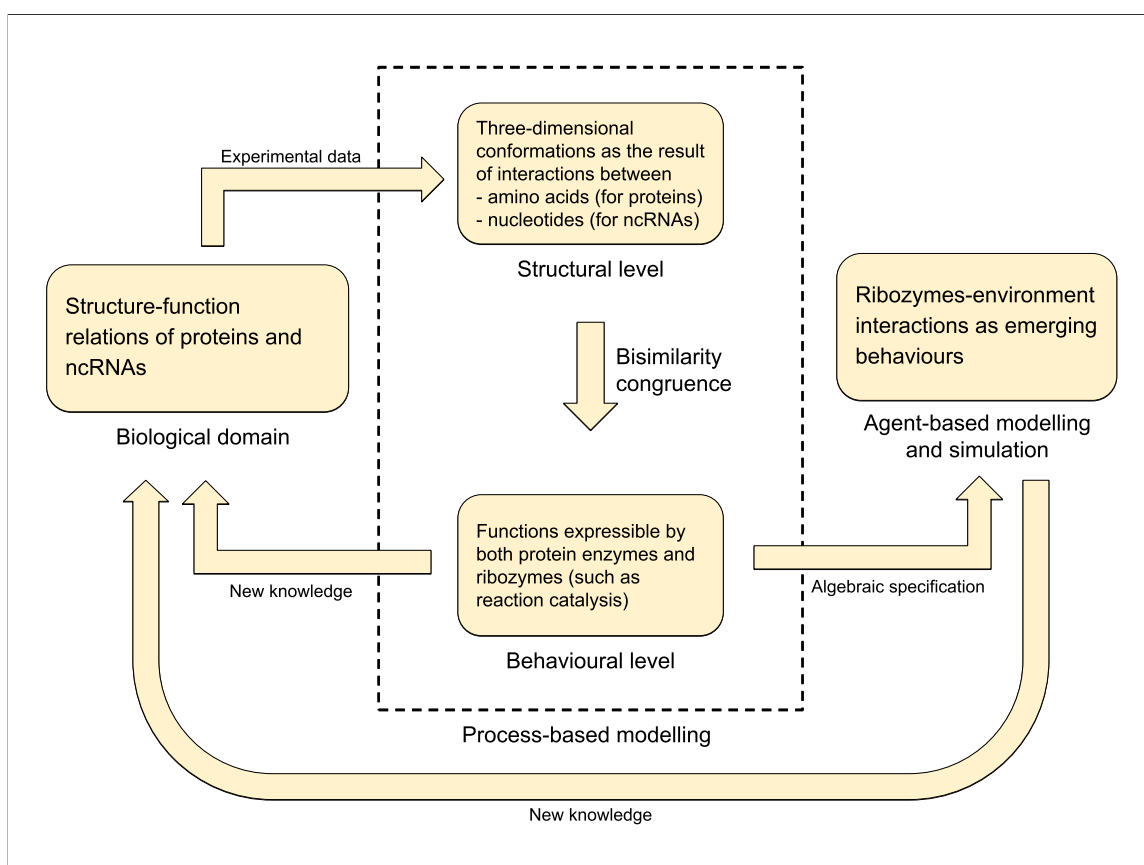 Experimental data
Three-dimensional
conformations as the result
of interactions between
- amino acids (for proteins)
- nucleotides (for ncRNAs)
Structural level
Structure-function
relations of proteins and
ncRNAs
Biological domain
Bisimilarity
congruence
Ribozymes-environment
interactions as emerging
behaviours
Agent-based modelling
and simulation
Functions expressible by
both protein enzymes and
ribozymes (such as
reaction catalysis)
Behavioural level
New knowledge
Algebraic specification
Process-based modelling
New knowledge